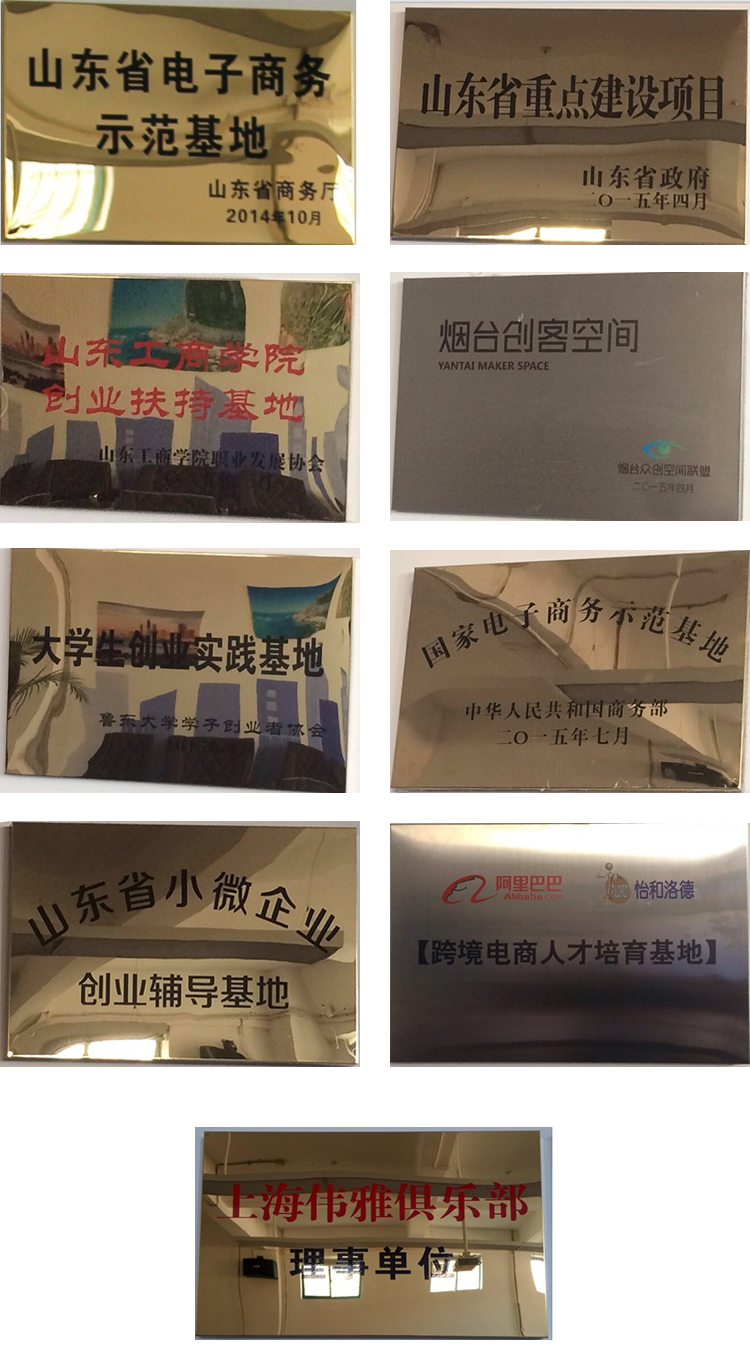 山东省电子商务
示范基地
山东省商务厅
2014年10月
山东省重点建设项目
山东省政府
二〇一五年四月
山东工商学院
创业扶持基地
山东工商学院职业发展协会
烟台创客空间
YANTAI MAKER SPACE
烟台众创空间联盟
二〇一五年四月
大学生创业实践基地
鲁东大学学子创业者协会
国家电子商务示范基地
中华人民共和国商务部
二〇一五年七月
山东省小微企业
创业辅导基地
阿里巴巴
Alibaba.com
怡和洛德
【跨境电商人才培育基地】
上海伟雅俱乐部
理事单位